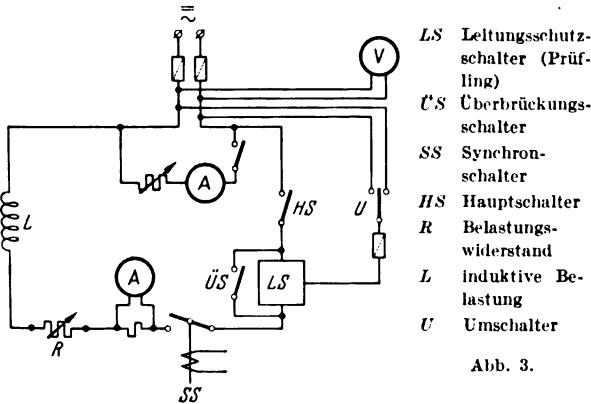 =
~
V
A
L
HS
U
A
ÜS
LS
R
SS
LS Leitungsschutz-
schalter (Prüf-
ling)
ÜS Überbrückungs-
schalter
SS Synchron-
schalter
HS Hauptschalter
R Belastungs-
widerstand
L induktive Be-
lastung
U Umschalter
Abb. 3.